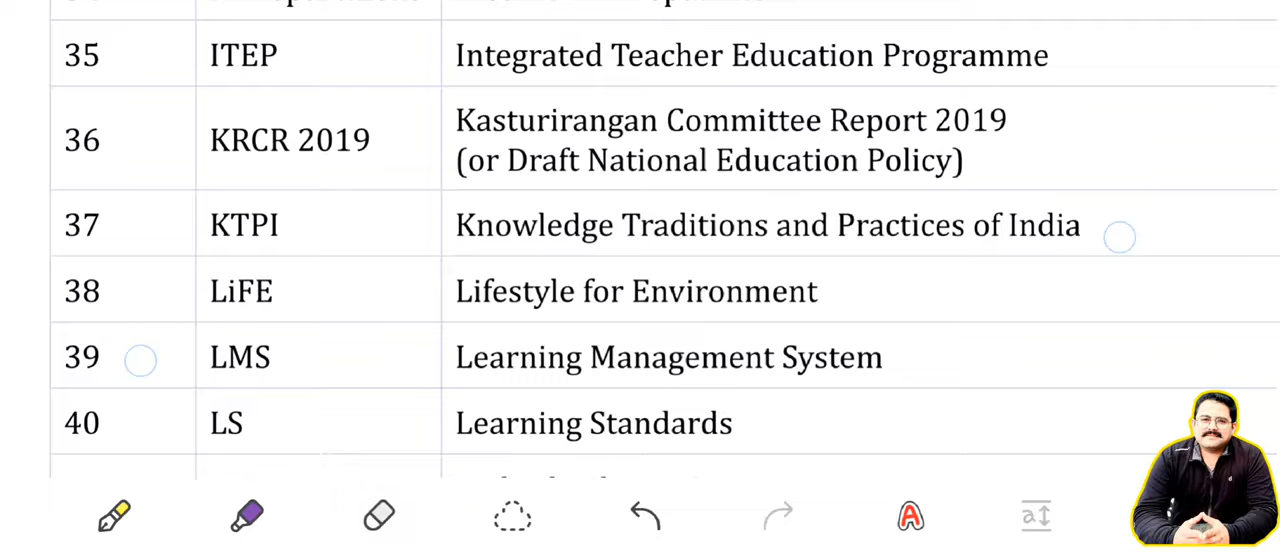 35 ITEP Integrated Teacher Education Programme
36 KRCR 2019 Kasturirangan Committee Report 2019
(or Draft National Education Policy)
37 KTPI Knowledge Traditions and Practices of India
38 LiFE Lifestyle for Environment
39 LMS Learning Management System
40 LS Learning Standards
A
a